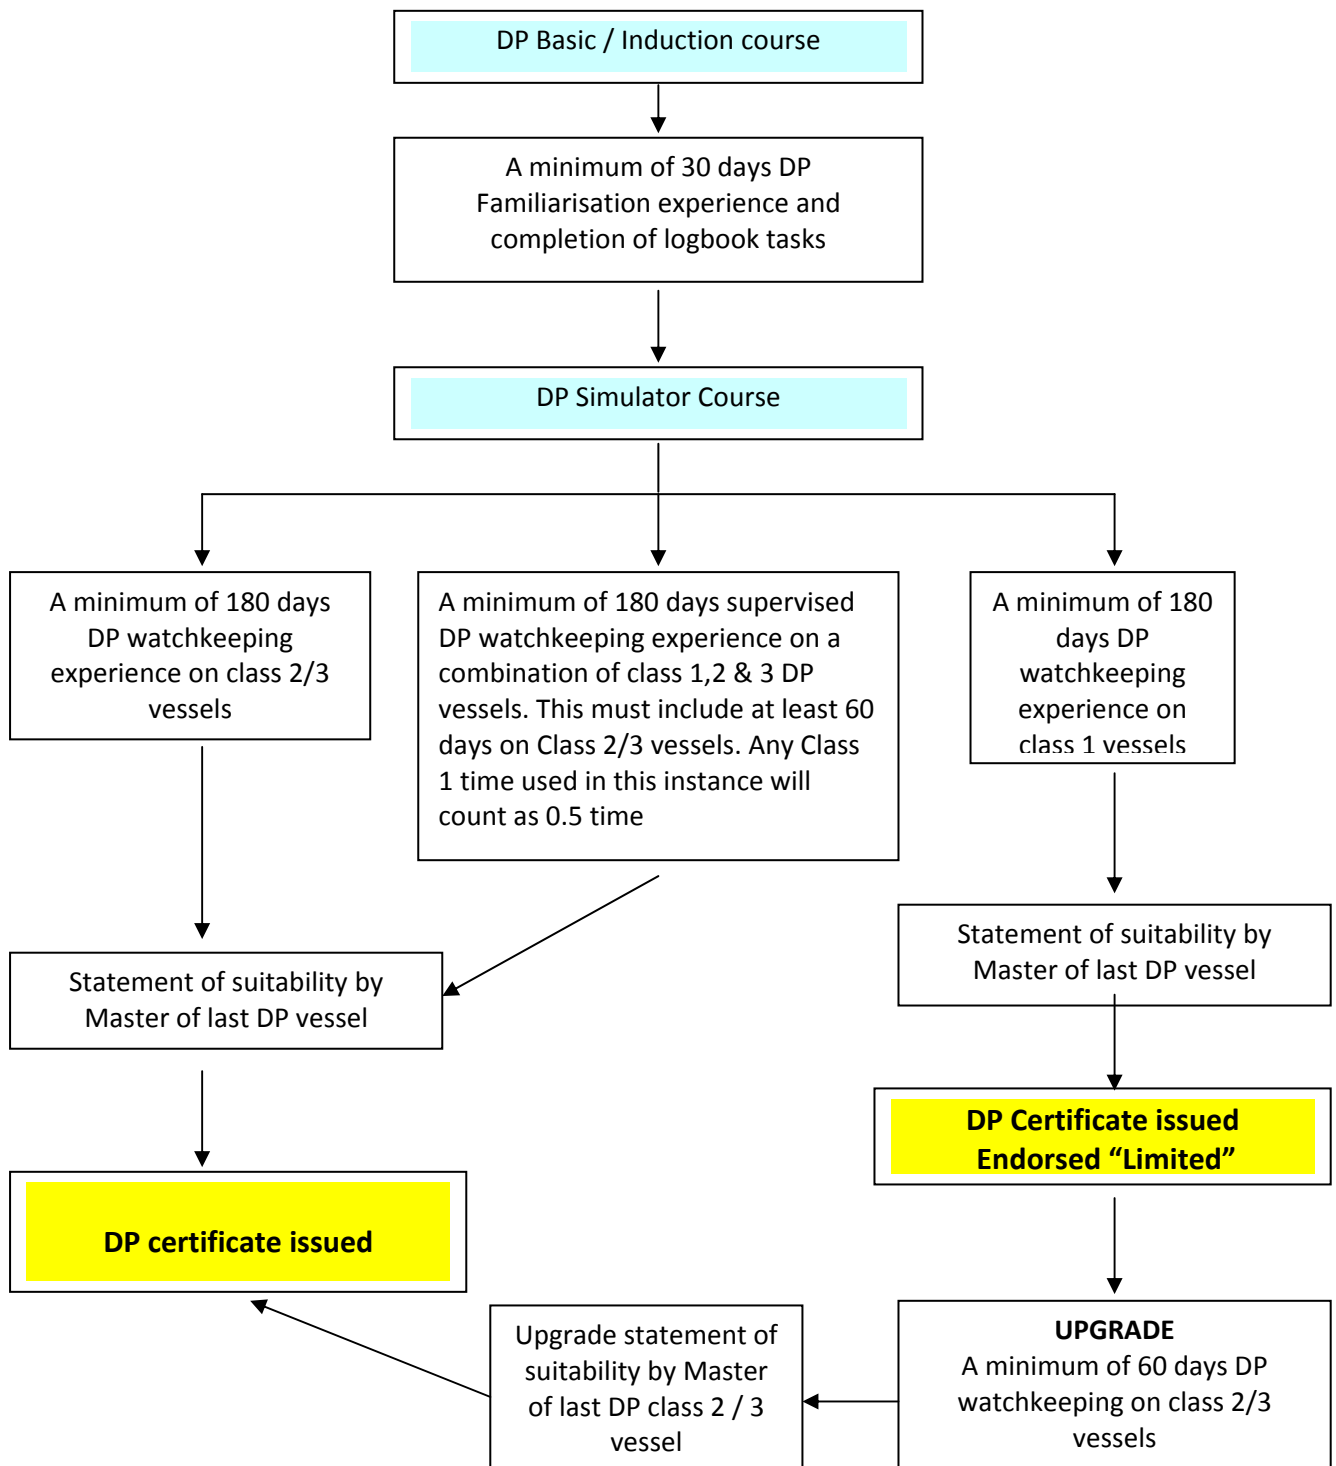 DP Basic / Induction course
A minimum of 30 days DP
Familiarisation experience and
completion of logbook tasks
DP Simulator Course
A minimum of 180 days
DP watchkeeping
experience on class 2/3
vessels
A minimum of 180 days supervised
DP watchkeeping experience on a
combination of class 1,2 & 3 DP
vessels. This must include at least 60
days on Class 2/3 vessels. Any Class
1 time used in this instance will
count as 0.5 time
A minimum of 180
days DP
watchkeeping
experience on
class 1 vessels
Statement of suitability by
Master of last DP vessel
Statement of suitability by
Master of last DP vessel
DP Certificate issued
Endorsed “Limited”
DP certificate issued
Upgrade statement of
suitability by Master
of last DP class 2 / 3
vessel
UPGRADE
A minimum of 60 days DP
watchkeeping on class 2/3
vessels